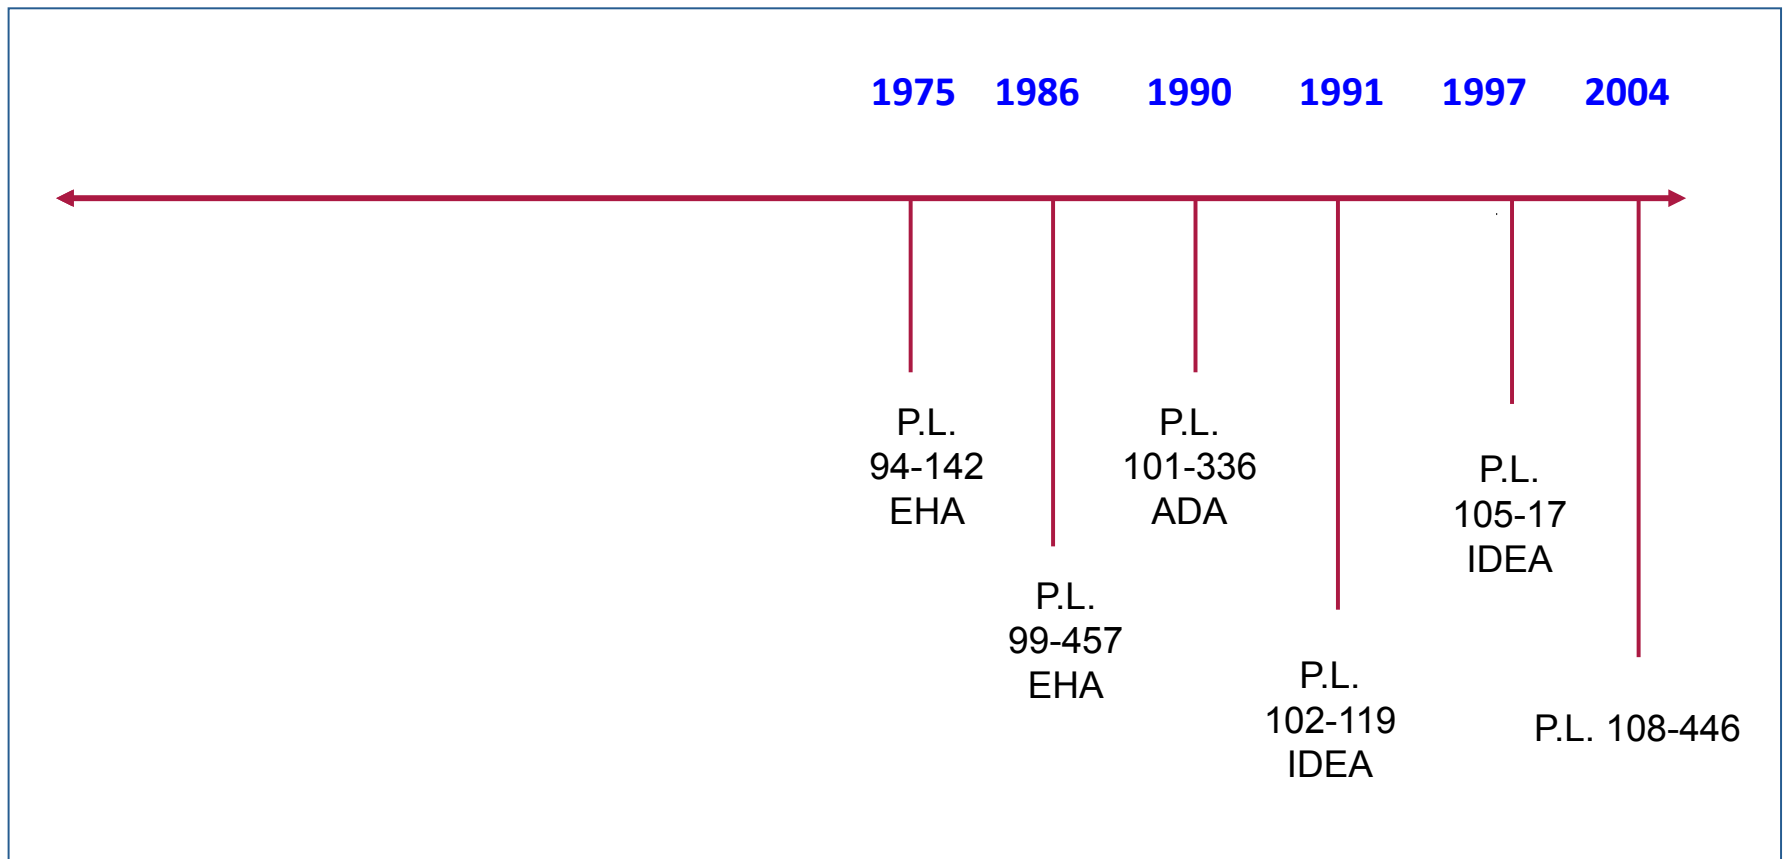 1975 1986 1990 1991 1997 2004
P.L.
94-142
EHA
P.L.
99-457
EHA
P.L.
101-336
ADA
P.L.
102-119
IDEA
P.L.
105-17
IDEA
P.L. 108-446